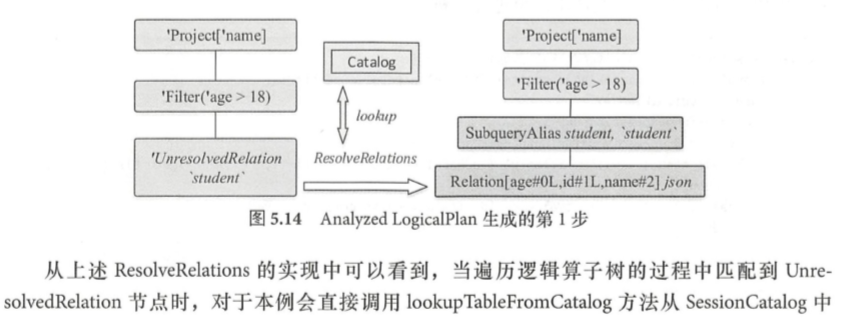 'Project['name]
'Filter('age > 18)
'UnresolvedRelation
`student`
Catalog
lookup
ResolveRelations
'Project['name]
'Filter('age > 18)
SubqueryAlias student, `student`
Relation[age#0L,id#1L,name#2] json
图 5.14 Analyzed LogicalPlan 生成的第 1 步
从上述 ResolveRelations 的实现中可以看到，当遍历逻辑算子树的过程中匹配到 Unre-
solvedRelation 节点时，对于本例会直接调用 lookupTableFromCatalog 方法从 SessionCatalog 中